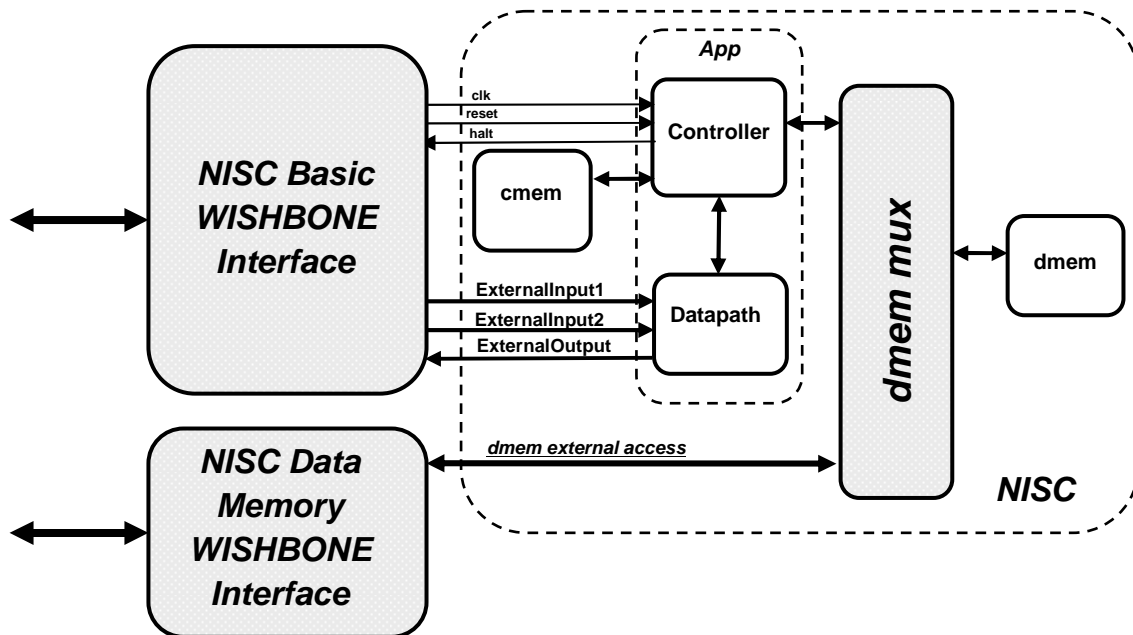 App
clk
reset
halt
Controller
NISC Basic
WISHBONE
Interface
cmem
dmem mux
dmem
ExternalInput1
ExternalInput2
ExternalOutput
Datapath
dmem external access
NISC
NISC Data
Memory
WISHBONE
Interface